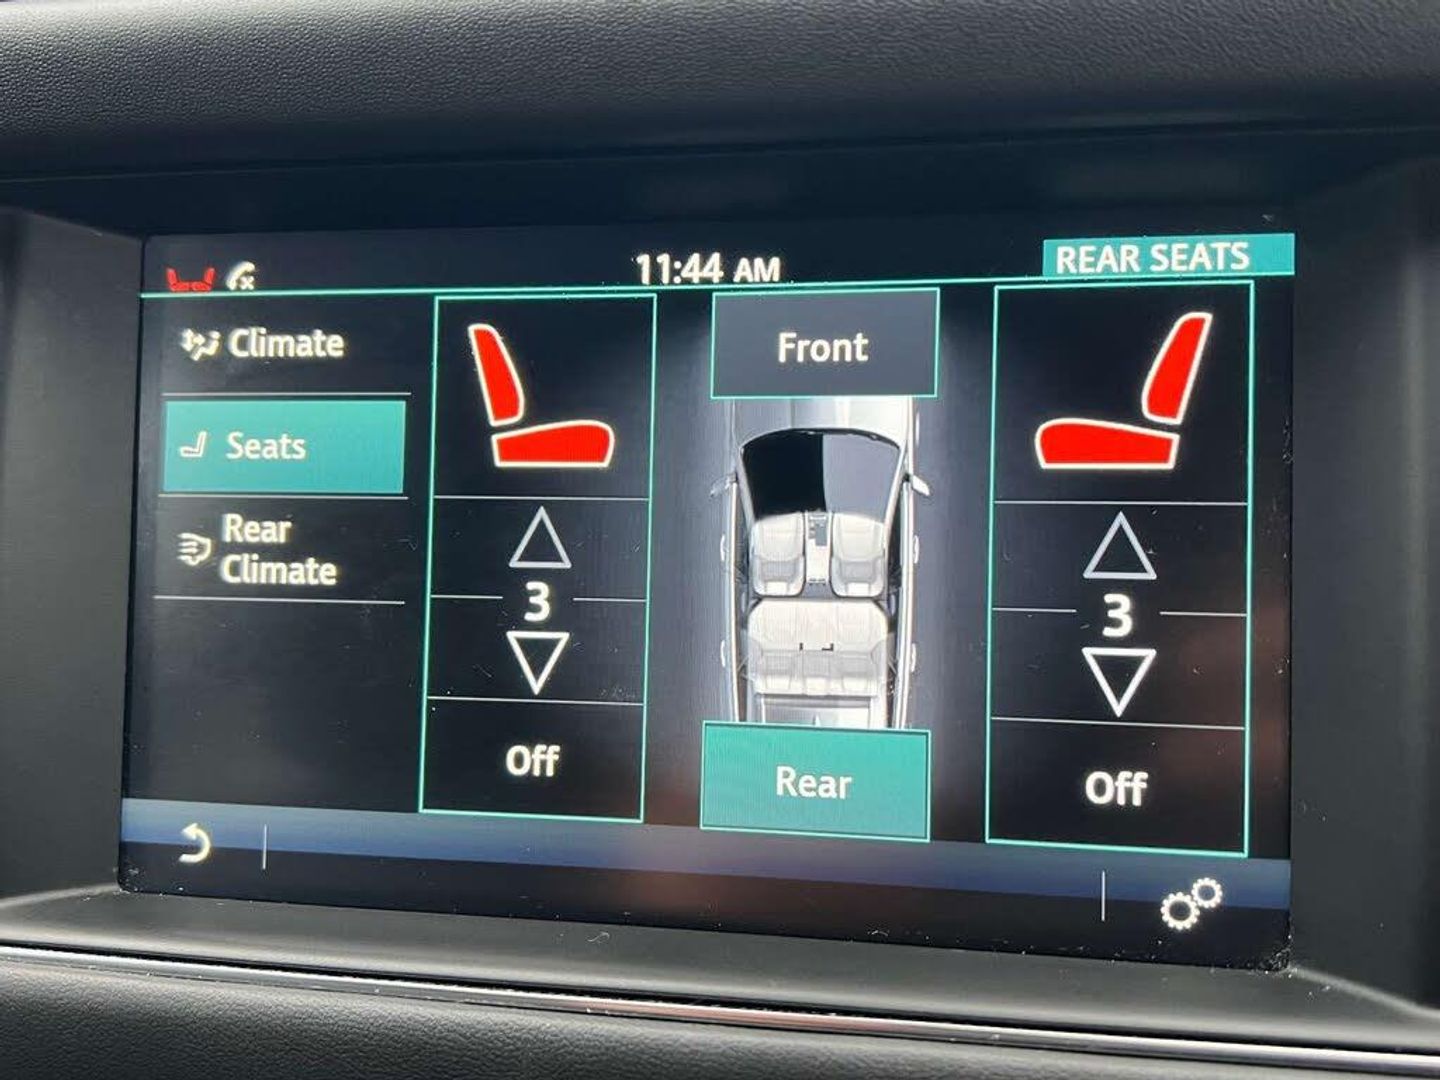 11:44 AM
REAR SEATS
Climate
Seats
Rear
Climate
3
Off
Front
Rear
3
Off